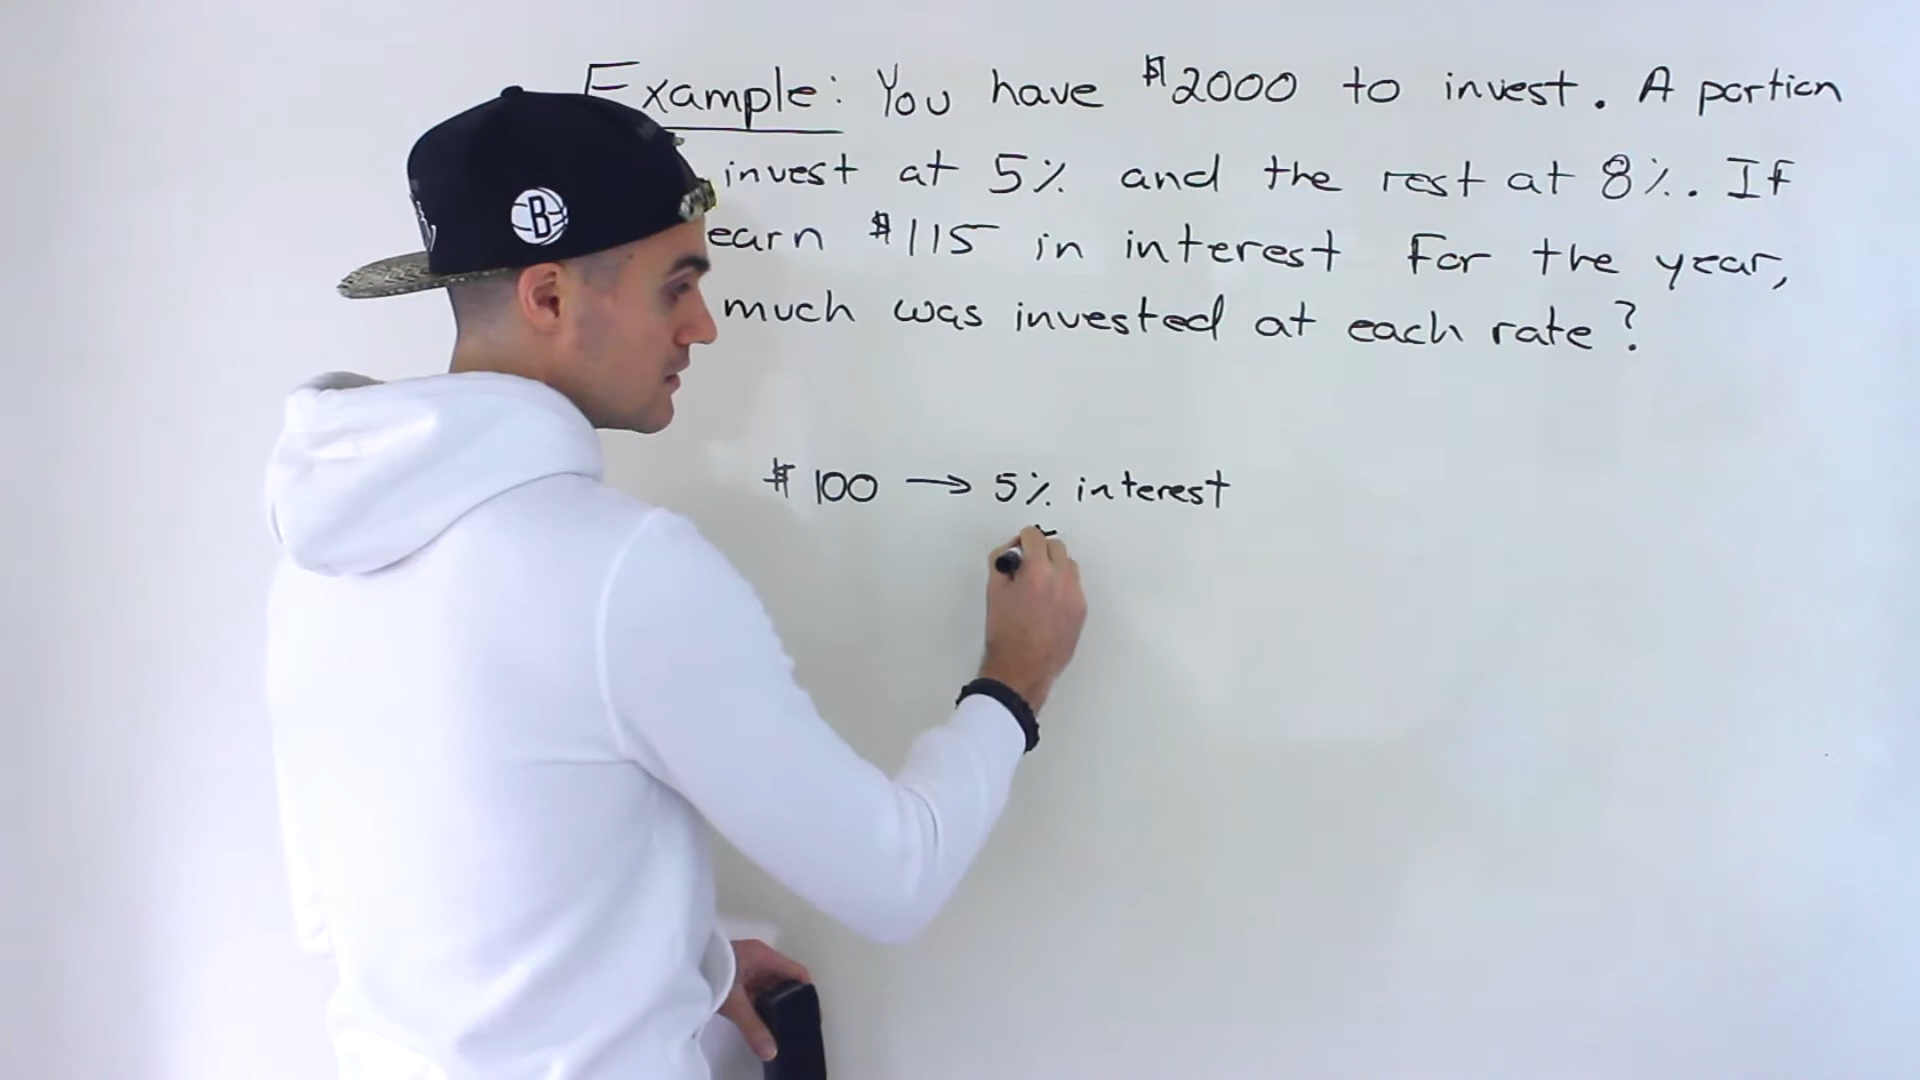 Example: You have $2000 to invest. A portion
invest at 5% and the rest at 8%. If
earn $115 in interest for the year,
much was invested at each rate?
$100 → 5% interest
B